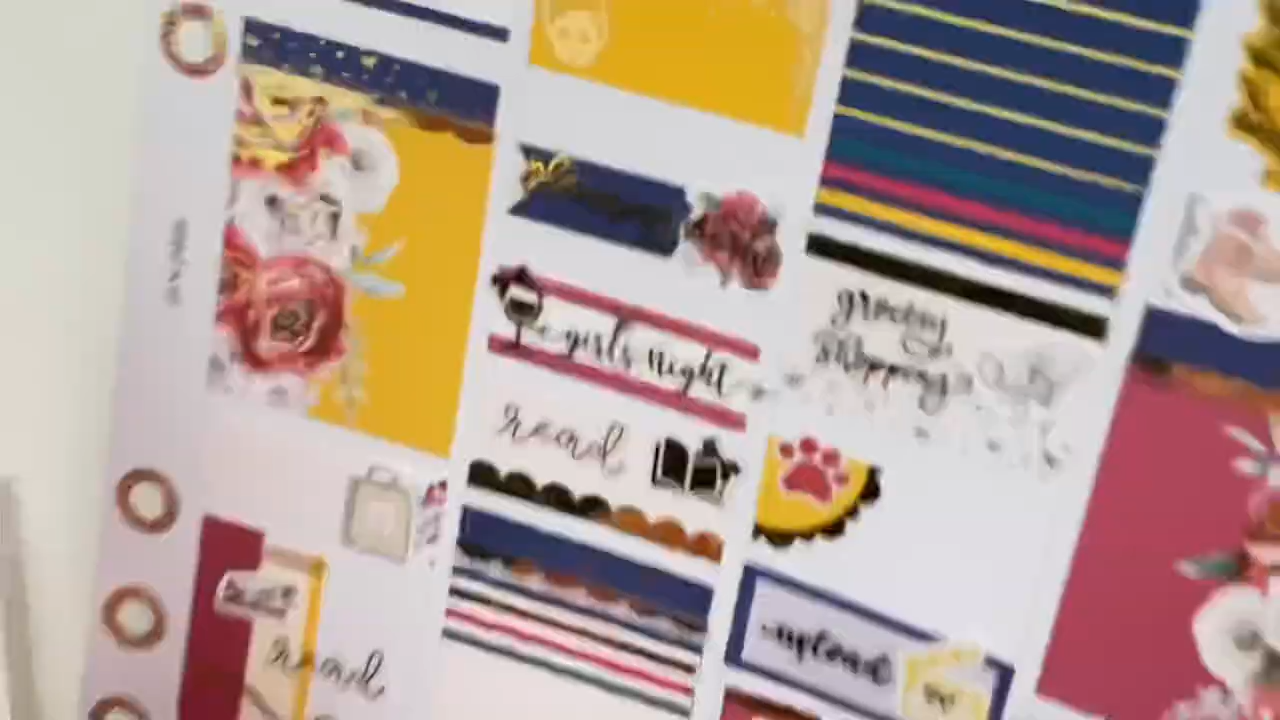 girls night
grocery
shopping
read
upload
read